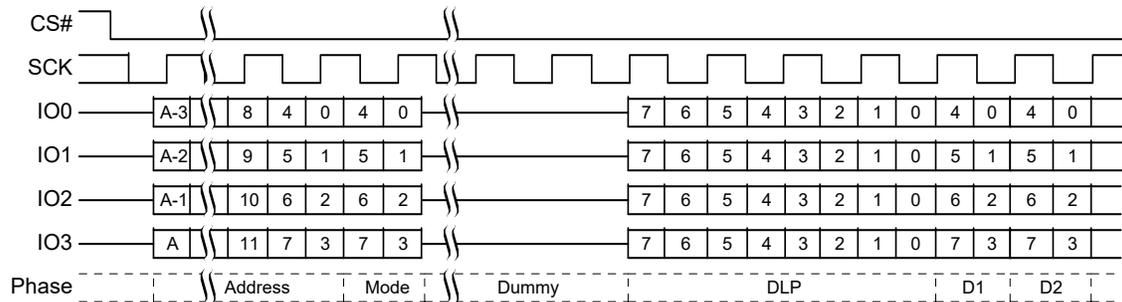 CS#
SCK
IO0 A-3 8 4 0 4 0 7 6 5 4 3 2 1 0 4 0 4 0
IO1 A-2 9 5 1 5 1 7 6 5 4 3 2 1 0 5 1 5 1
IO2 A-1 10 6 2 6 2 7 6 5 4 3 2 1 0 6 2 6 2
IO3 A 11 7 3 7 3 7 6 5 4 3 2 1 0 7 3 7 3
Phase Address Mode Dummy DLP D1 D2